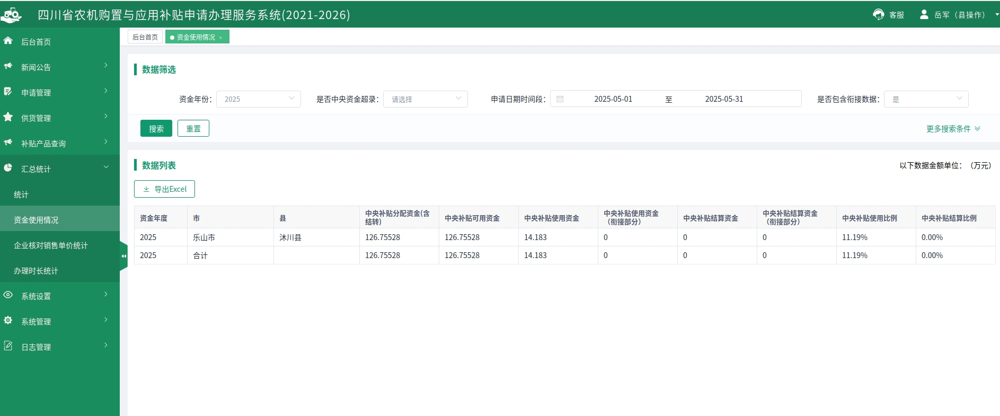 四川省农机购置与应用补贴申请办理服务系统(2021-2026)
客服
岳军（县操作）
后台首页
新闻公告
申请管理
供货管理
补贴产品查询
汇总统计
统计
资金使用情况
企业核对销售单价统计
办理时长统计
系统设置
系统管理
日志管理
后台首页
资金使用情况 ×
数据筛选
资金年份： 2025 是否中央资金超录： 请选择 申请日期时间段： 2025-05-01 至 2025-05-31 是否包含衔接数据： 是
搜索 重置 更多搜索条件
数据列表 以下数据金额单位：（万元）
导出Excel
资金年度 市 县 中央补贴分配资金(含结转) 中央补贴可用资金 中央补贴使用资金 中央补贴使用资金（衔接部分） 中央补贴结算资金 中央补贴结算资金（衔接部分） 中央补贴使用比例 中央补贴结算比例
2025 乐山市 沐川县 126.75528 126.75528 14.183 0 0 0 11.19% 0.00%
2025 合计 126.75528 126.75528 14.183 0 0 0 11.19% 0.00%